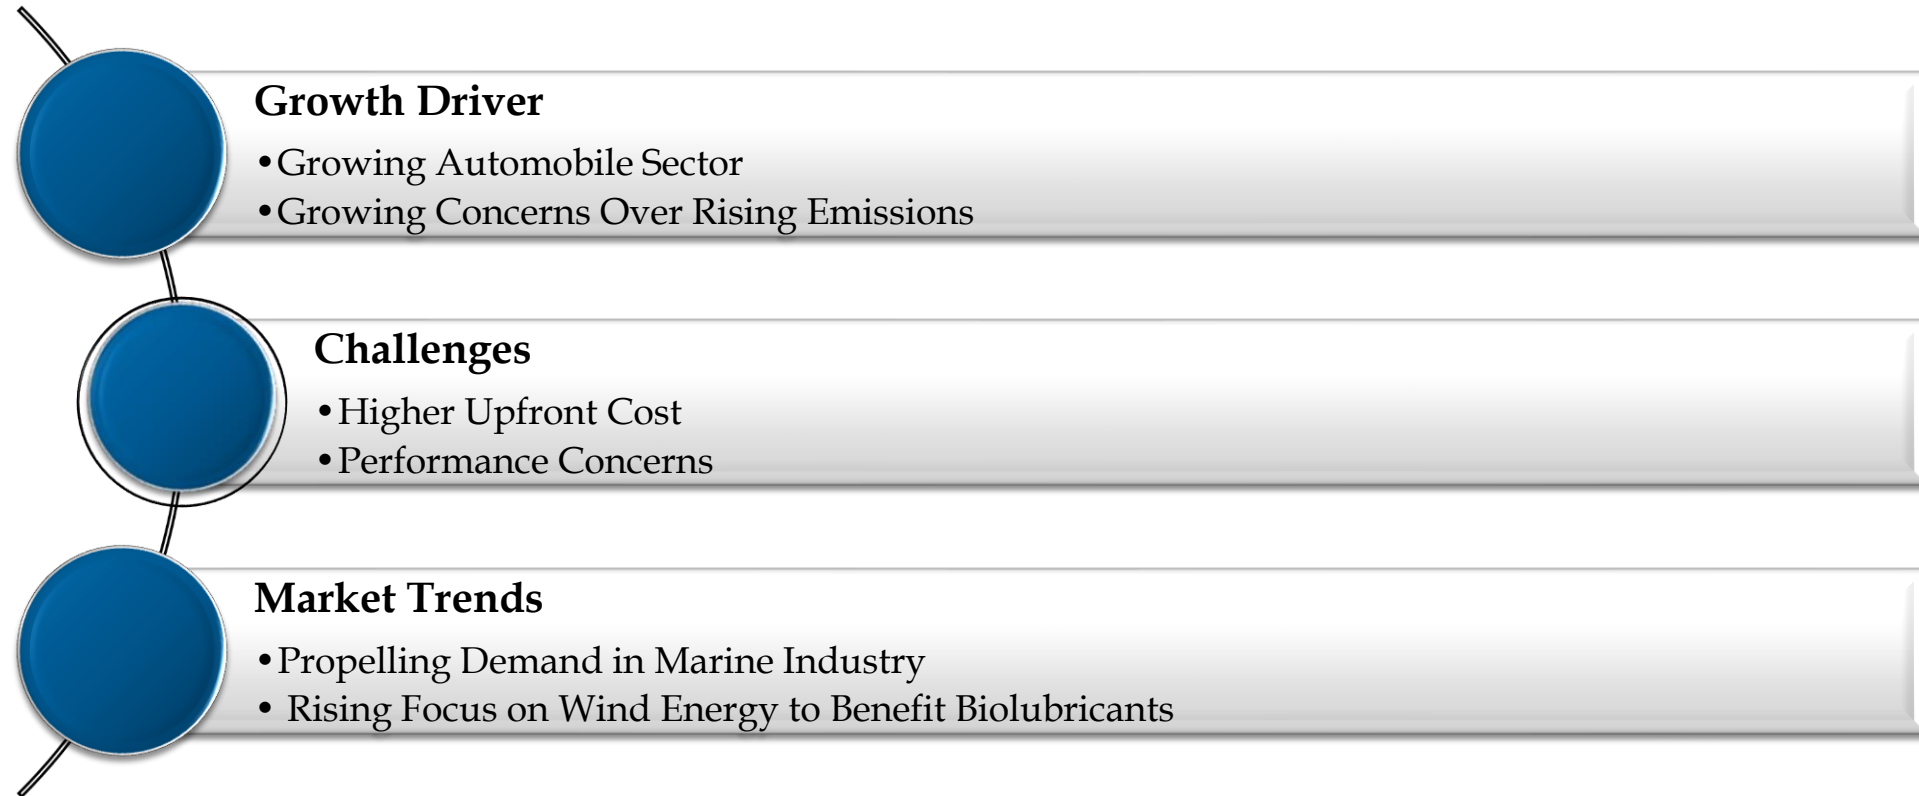 Growth Driver
•Growing Automobile Sector
•Growing Concerns Over Rising Emissions
Challenges
•Higher Upfront Cost
•Performance Concerns
Market Trends
•Propelling Demand in Marine Industry
• Rising Focus on Wind Energy to Benefit Biolubricants